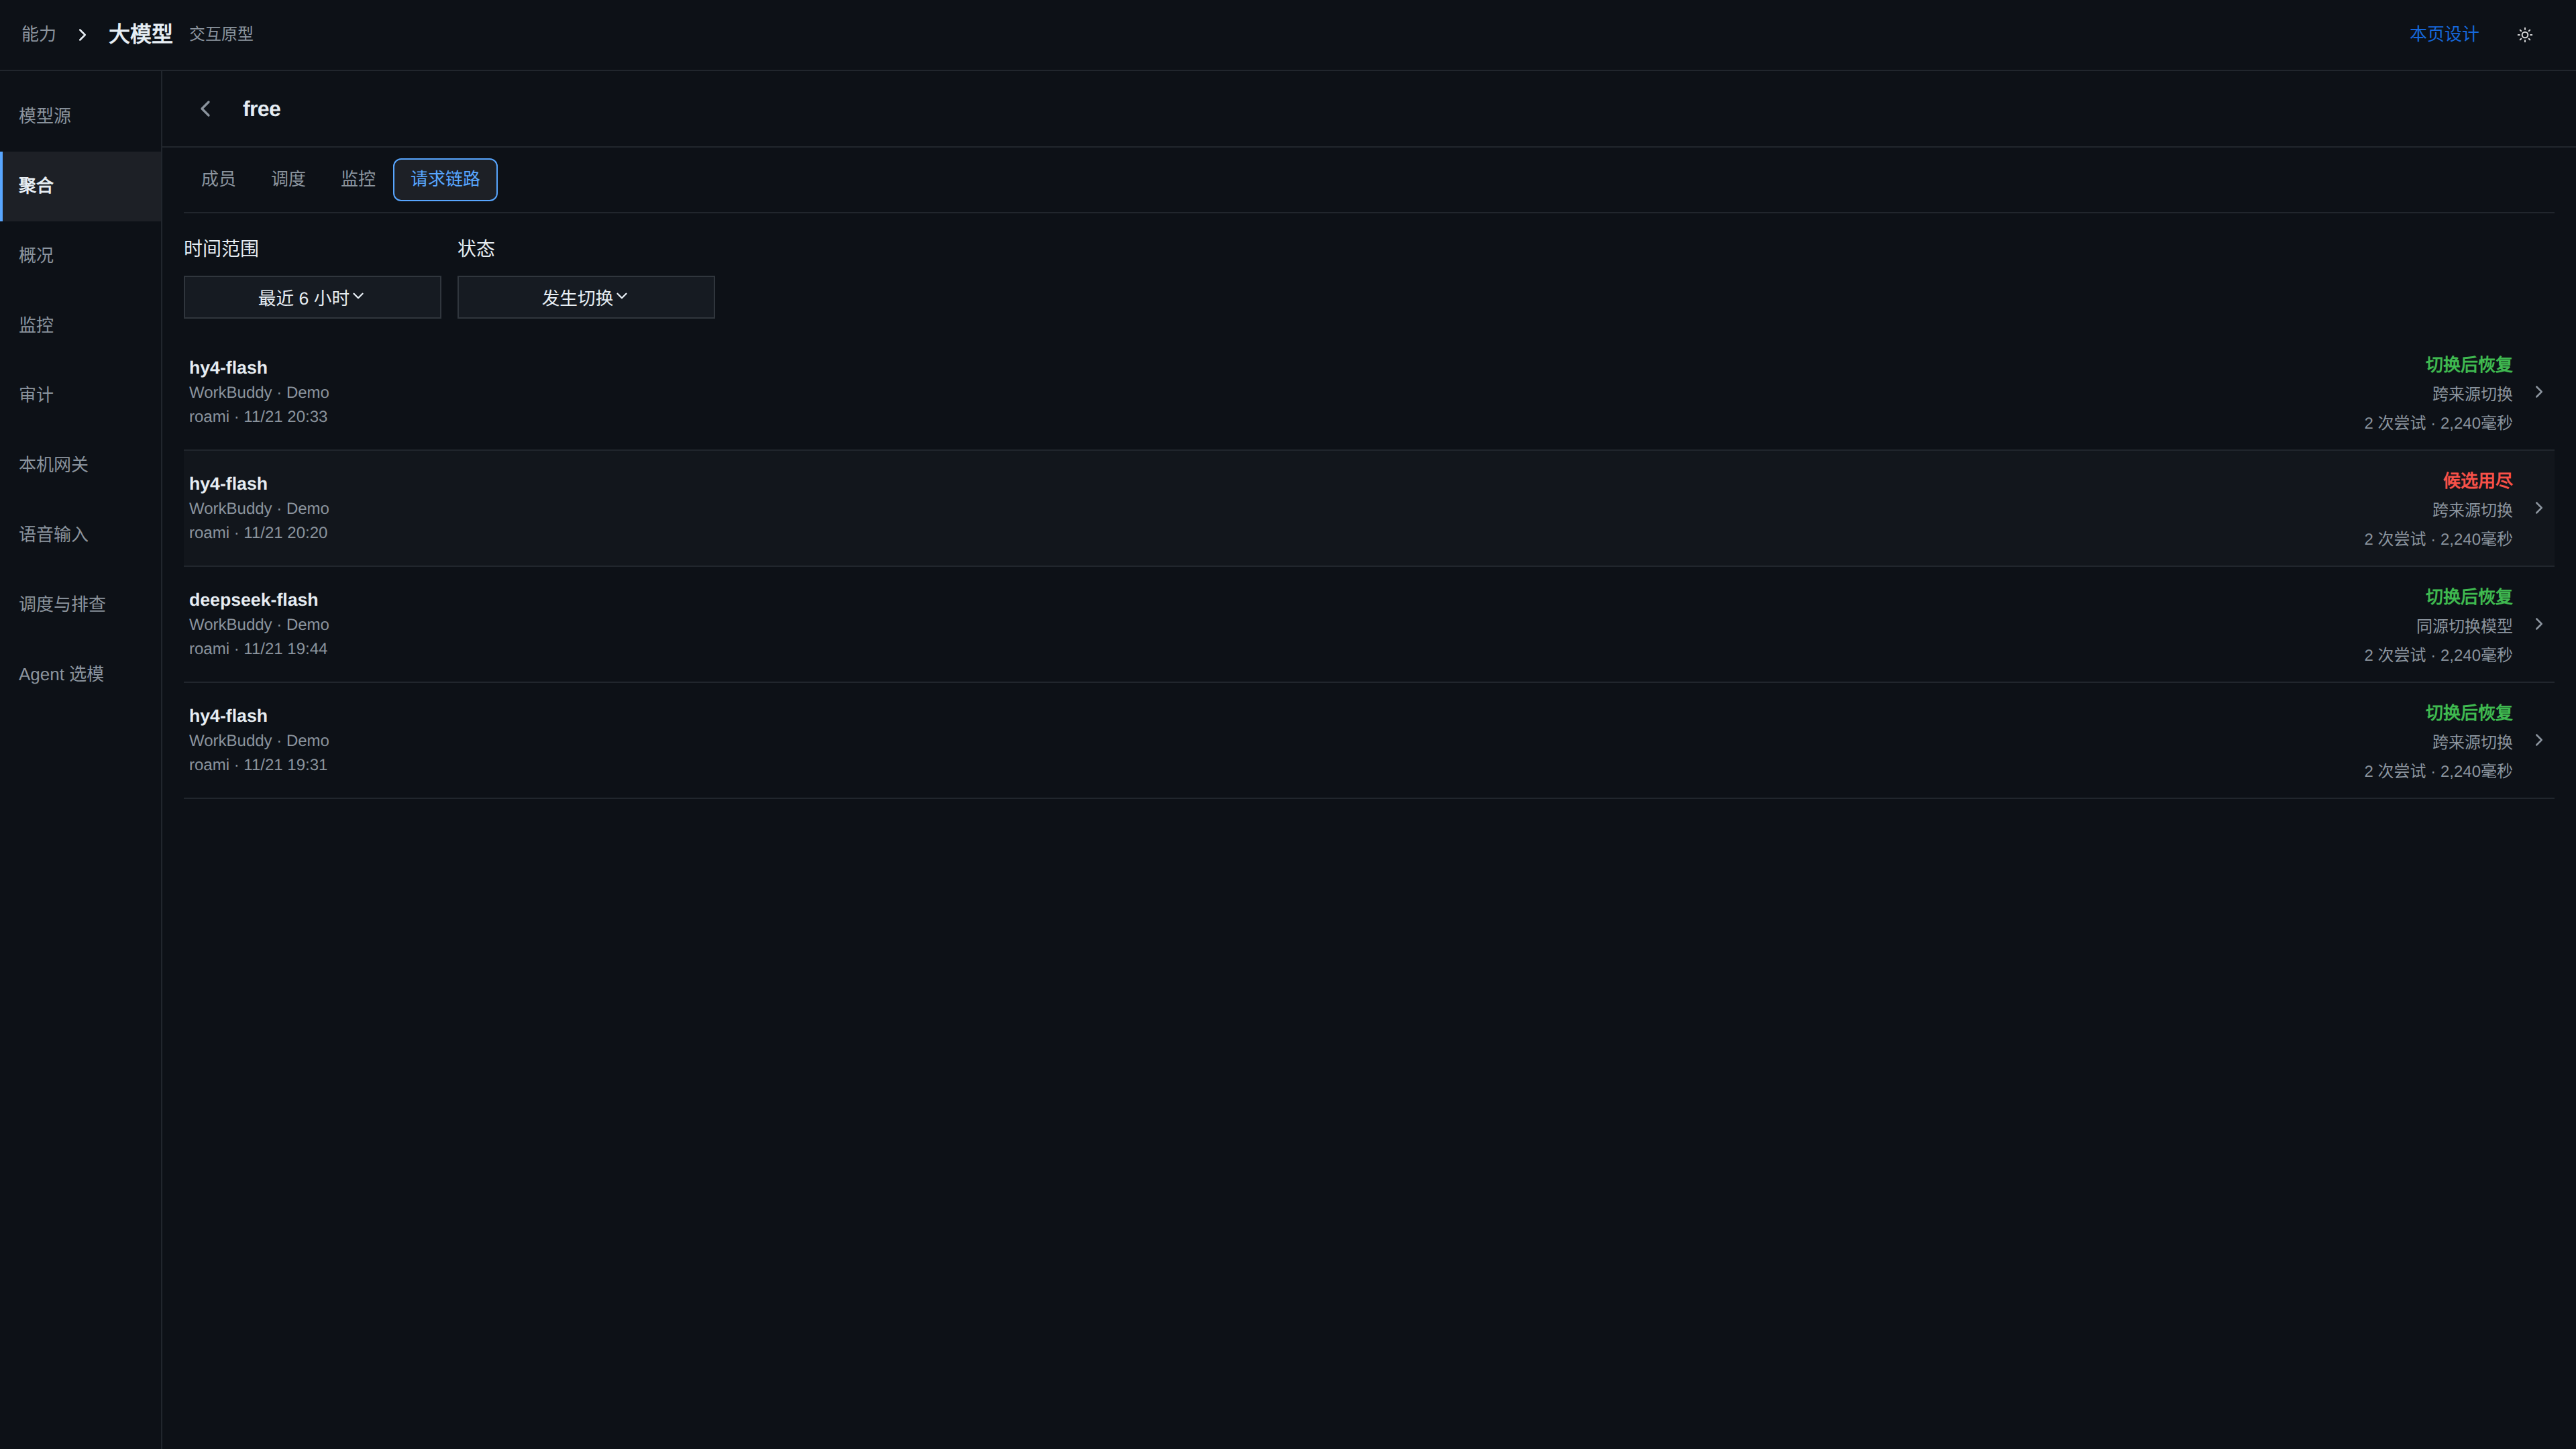 能力
大模型 交互原型
本页设计
模型源
聚合
概况
监控
审计
本机网关
语音输入
调度与排查
Agent 选模
free
成员 调度 监控 请求链路
时间范围 状态
最近 6 小时 发生切换
hy4-flash
WorkBuddy · Demo
roami · 11/21 20:33
切换后恢复
跨来源切换
2 次尝试 · 2,240毫秒
hy4-flash
WorkBuddy · Demo
roami · 11/21 20:20
候选用尽
跨来源切换
2 次尝试 · 2,240毫秒
deepseek-flash
WorkBuddy · Demo
roami · 11/21 19:44
切换后恢复
同源切换模型
2 次尝试 · 2,240毫秒
hy4-flash
WorkBuddy · Demo
roami · 11/21 19:31
切换后恢复
跨来源切换
2 次尝试 · 2,240毫秒